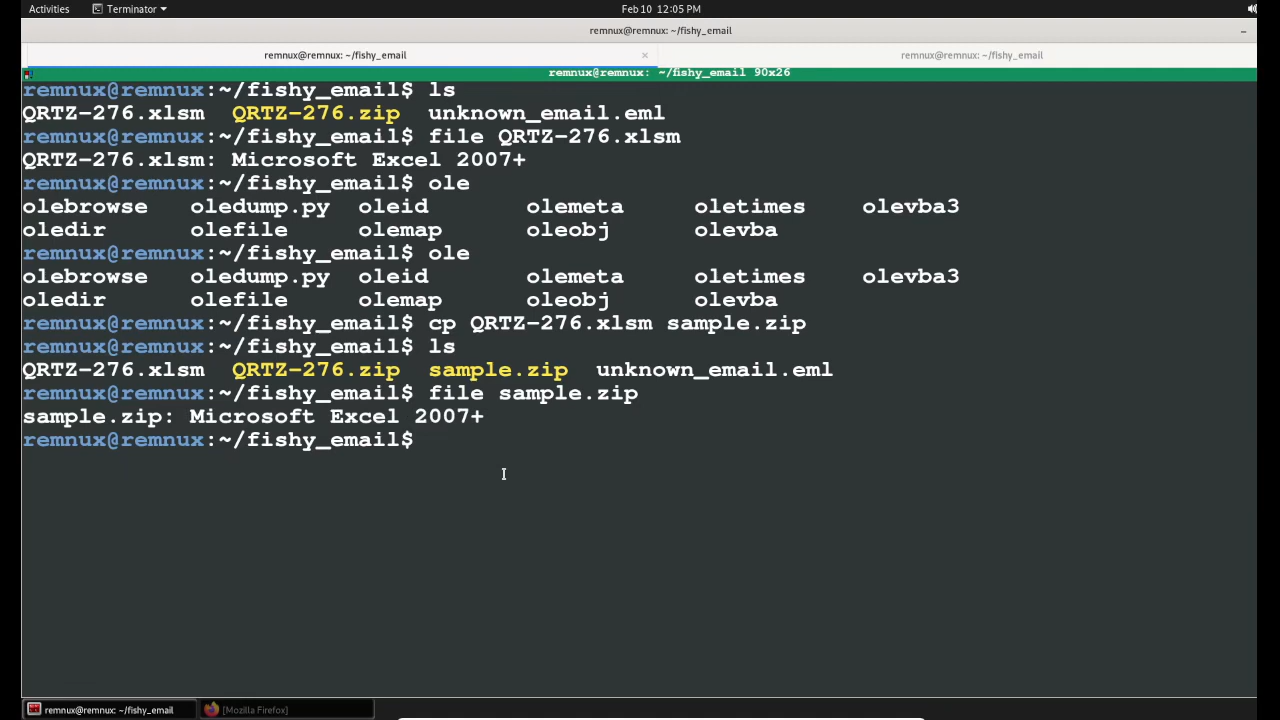 Activities Terminator Feb 10 12:05 PM
remnux@remnux: ~/fishy_email
remnux@remnux: ~/fishy_email × remnux@remnux: ~/fishy_email
remnux@remnux: ~/fishy_email 90x26
remnux@remnux:~/fishy_email$ ls
QRTZ-276.xlsm QRTZ-276.zip unknown_email.eml
remnux@remnux:~/fishy_email$ file QRTZ-276.xlsm
QRTZ-276.xlsm: Microsoft Excel 2007+
remnux@remnux:~/fishy_email$ ole
olebrowse oledump.py oleid olemeta oletimes olevba3
oledir olefile olemap oleobj olevba
remnux@remnux:~/fishy_email$ ole
olebrowse oledump.py oleid olemeta oletimes olevba3
oledir olefile olemap oleobj olevba
remnux@remnux:~/fishy_email$ cp QRTZ-276.xlsm sample.zip
remnux@remnux:~/fishy_email$ ls
QRTZ-276.xlsm QRTZ-276.zip sample.zip unknown_email.eml
remnux@remnux:~/fishy_email$ file sample.zip
sample.zip: Microsoft Excel 2007+
remnux@remnux:~/fishy_email$
remnux@remnux: ~/fishy_email [Mozilla Firefox]